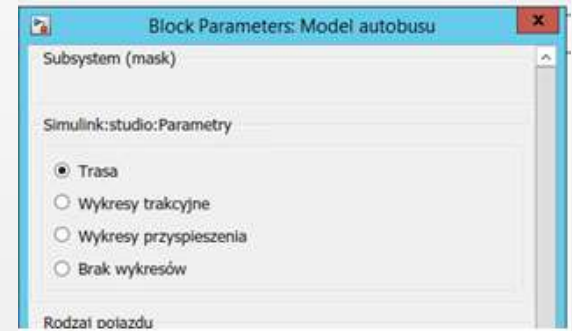 Block Parameters: Model autobusu
Subsystem (mask)
Simulink:studio:Parametry
Trasa
Wykresy trakcyjne
Wykresy przyspieszenia
Brak wykresów
Rodzaj pojazdu